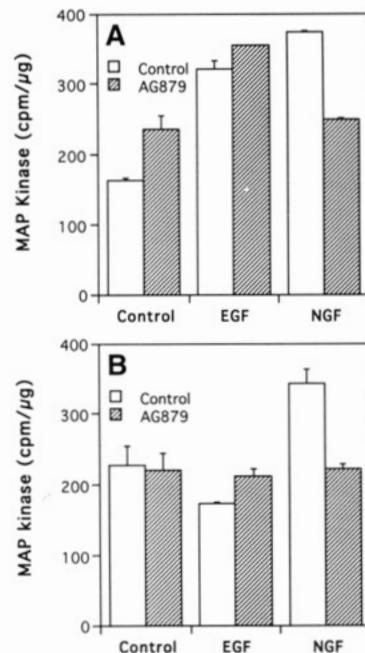 A
Control
AG879
MAP Kinase (cpm/µg)
400
300
200
100
0
Control EGF NGF
B
Control
AG879
MAP kinase (cpm/µg)
400
300
200
100
0
Control EGF NGF